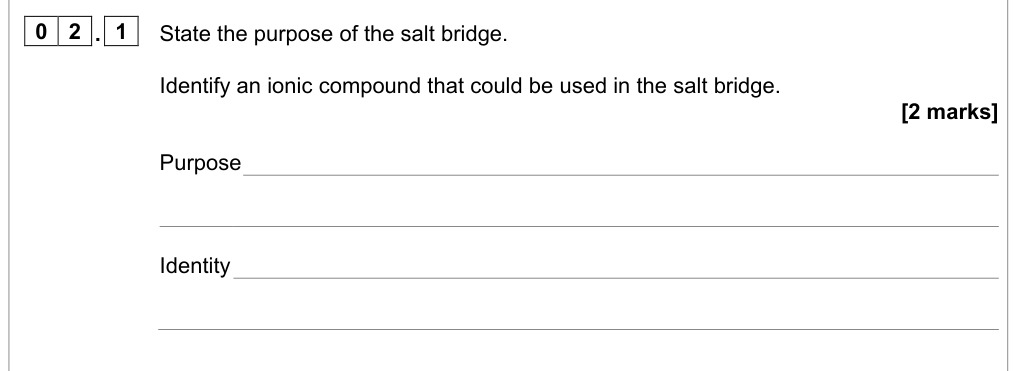 0 2 . 1 State the purpose of the salt bridge.
Identify an ionic compound that could be used in the salt bridge.
[2 marks]
Purpose
Identity